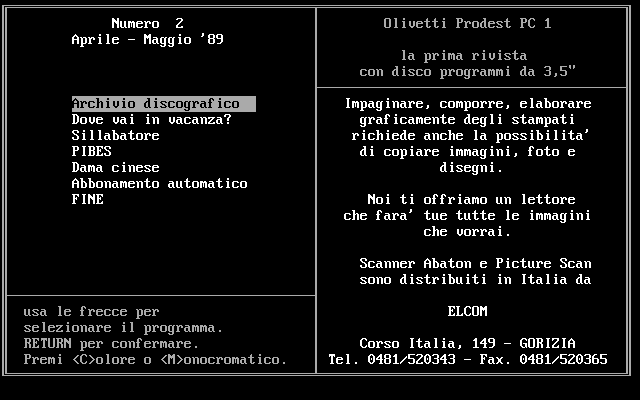 Numero  2
Aprile - Maggio '89
Archivio discografico
Dove vai in vacanza?
Sillabatore
PIBES
Dama cinese
Abbonamento automatico
FINE
usa le frecce per
selezionare il programma.
RETURN per confermare.
Premi <C>olore o <M>onocromatico.
Olivetti Prodest PC 1
la prima rivista
con disco programmi da 3,5"
Impaginare, comporre, elaborare
graficamente degli stampati
richiede anche la possibilita'
di copiare immagini, foto e
disegni.
Noi ti offriamo un lettore
che fara' tue tutte le immagini
che vorrai.
Scanner Abaton e Picture Scan
sono distribuiti in Italia da
ELCOM
Corso Italia, 149 - GORIZIA
Tel. 0481/520343 - Fax. 0481/520365